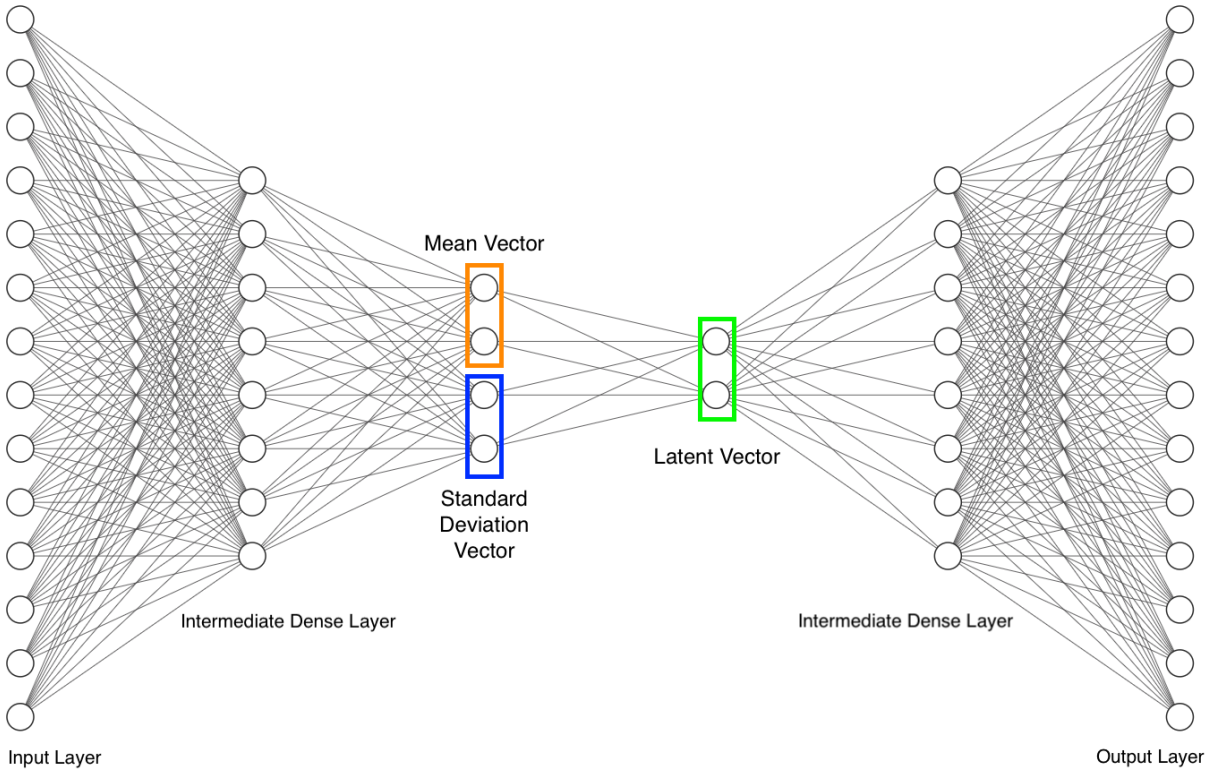 Mean Vector
Latent Vector
Standard
Deviation
Vector
Intermediate Dense Layer
Intermediate Dense Layer
Input Layer
Output Layer